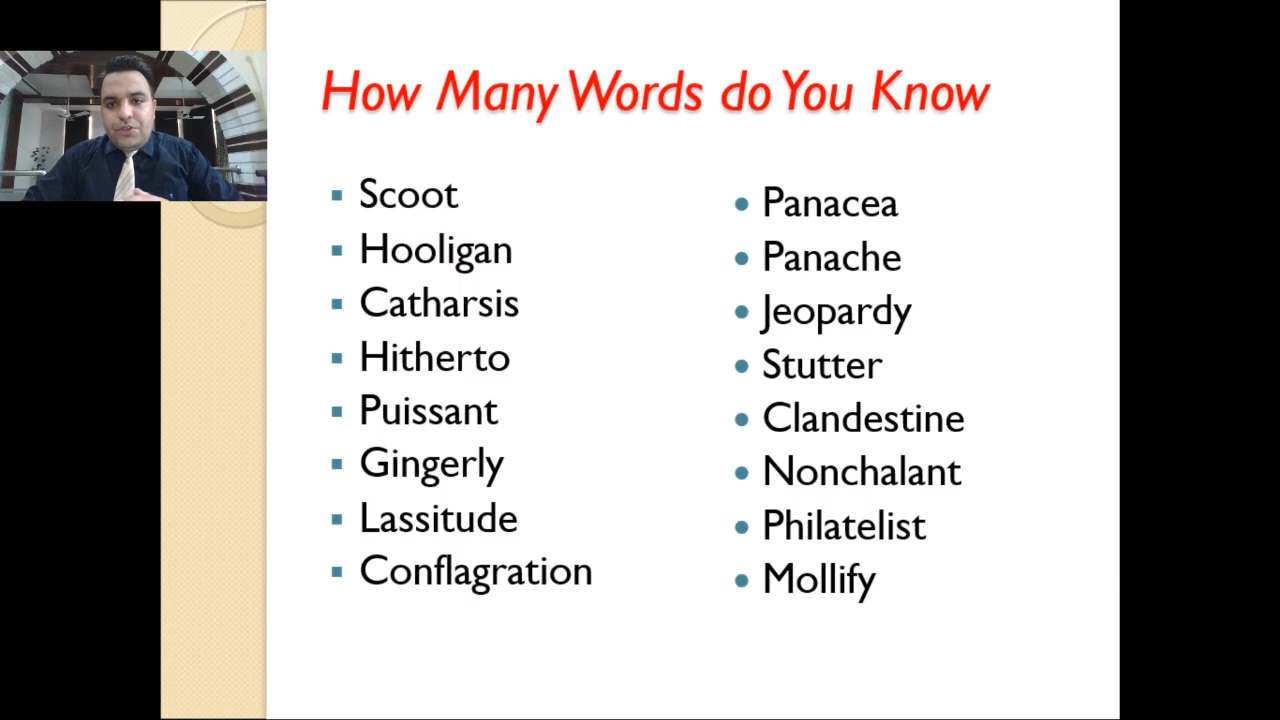 How Many Words do You Know
Scoot
Hooligan
Catharsis
Hitherto
Puissant
Gingerly
Lassitude
Conflagration
Panacea
Panache
Jeopardy
Stutter
Clandestine
Nonchalant
Philatelist
Mollify